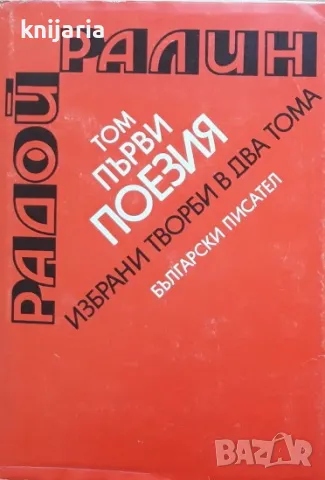 knijaria
РАДОЙ
РАЛИН
ТОМ
ПЪРВИ
ПОЕЗИЯ
ИЗБРАНИ ТВОРБИ В ДВА ТОМА
БЪЛГАРСКИ ПИСАТЕЛ
bazar